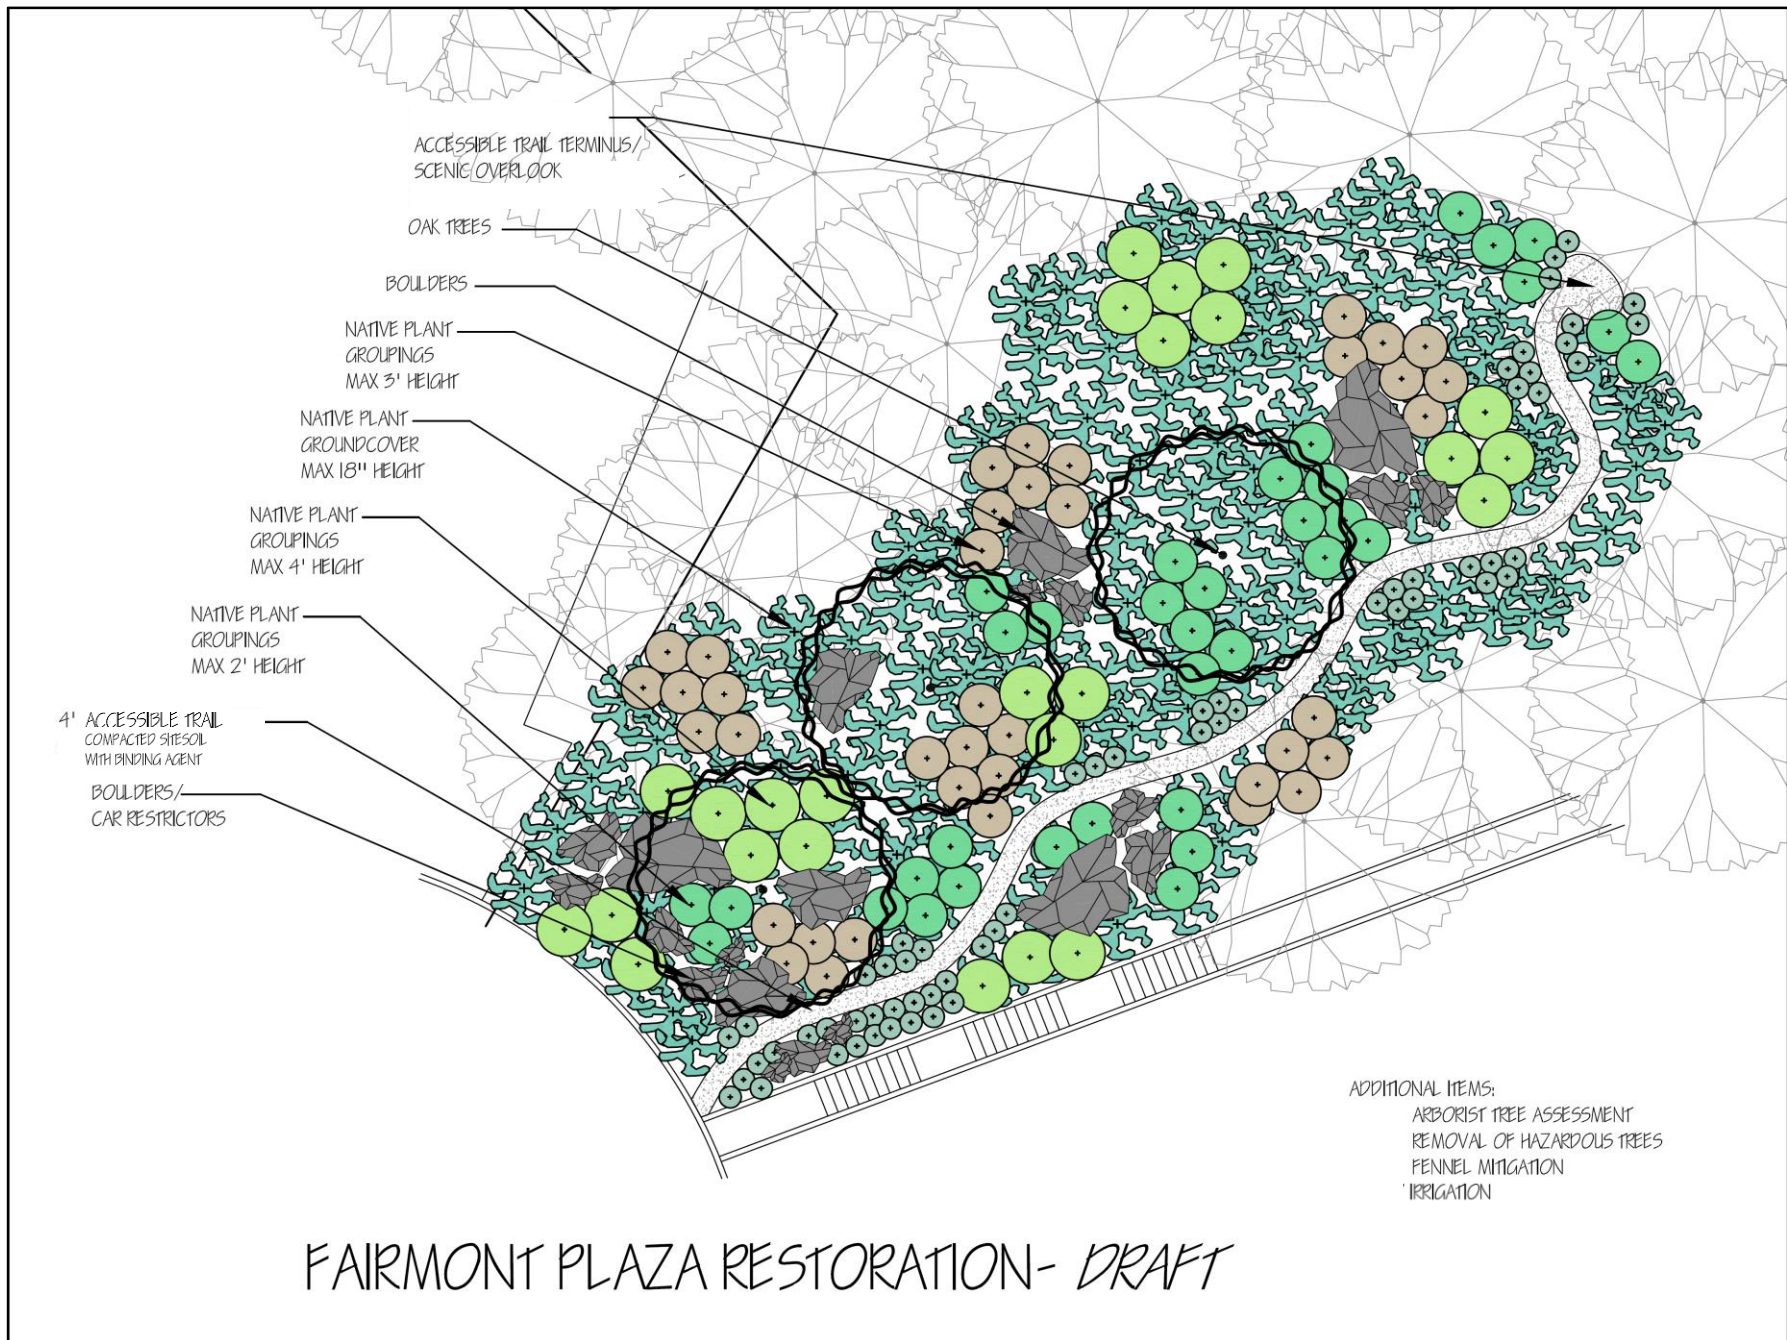 ACCESSIBLE TRAIL TERMINUS/
SCENIC OVERLOOK
OAK TREES
BOULDERS
NATIVE PLANT
GROUPINGS
MAX 3' HEIGHT
NATIVE PLANT
GROUNDCOVER
MAX 18" HEIGHT
NATIVE PLANT
GROUPINGS
MAX 4' HEIGHT
NATIVE PLANT
GROUPINGS
MAX 2' HEIGHT
4' ACCESSIBLE TRAIL
COMPACTED SITESOIL
WITH BINDING AGENT
BOULDERS/
CAR RESTRICTORS
ADDITIONAL ITEMS:
ARBORIST TREE ASSESSMENT
REMOVAL OF HAZARDOUS TREES
FENNEL MITIGATION
IRRIGATION
FAIRMONT PLAZA RESTORATION- DRAFT